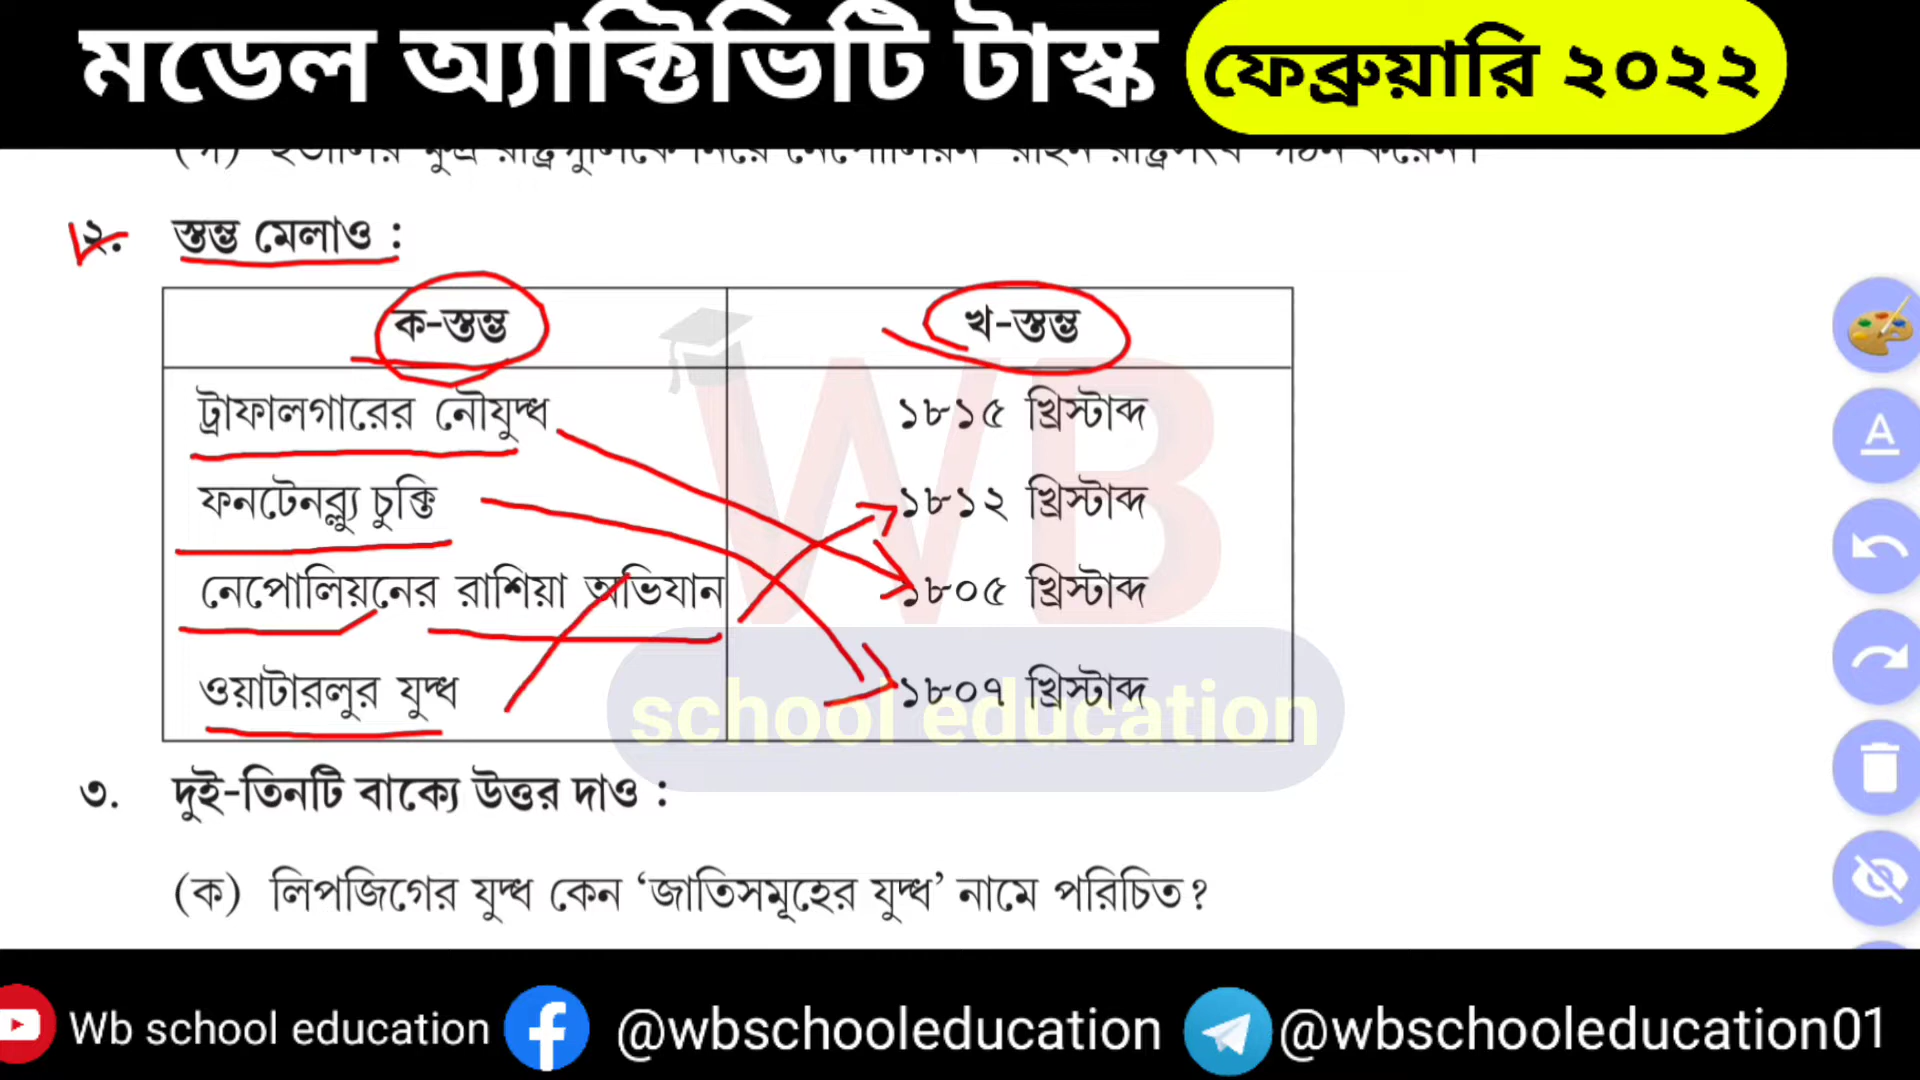 মডেল অ্যাক্টিভিটি টাস্ক ফেব্রুয়ারি ২০২২
২. স্তম্ভ মেলাও :
ক-স্তম্ভ খ-স্তম্ভ
ট্রাফালগারের নৌযুদ্ধ ১৮১৫ খ্রিস্টাব্দ
ফনটেনব্ল্যু চুক্তি ১৮১২ খ্রিস্টাব্দ
নেপোলিয়নের রাশিয়া অভিযান ১৮০৫ খ্রিস্টাব্দ
ওয়াটারলুর যুদ্ধ ১৮০৭ খ্রিস্টাব্দ
WB
school education
৩. দুই-তিনটি বাক্যে উত্তর দাও :
(ক) লিপজিগের যুদ্ধ কেন ‘জাতিসমূহের যুদ্ধ’ নামে পরিচিত?
A
Wb school education @wbschooleducation @wbschooleducation01